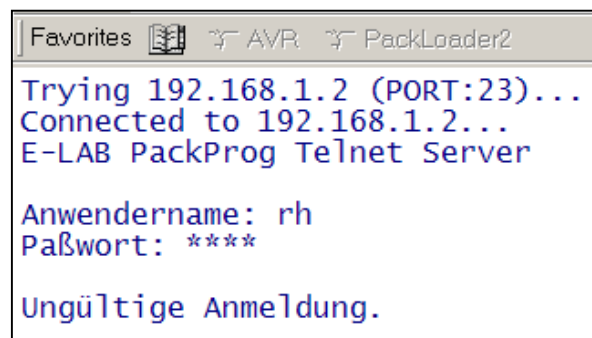 Favorites AVR PackLoader2
Trying 192.168.1.2 (PORT:23)...
Connected to 192.168.1.2...
E-LAB PackProg Telnet Server
Anwendername: rh
Paßwort: ****
Ungültige Anmeldung.